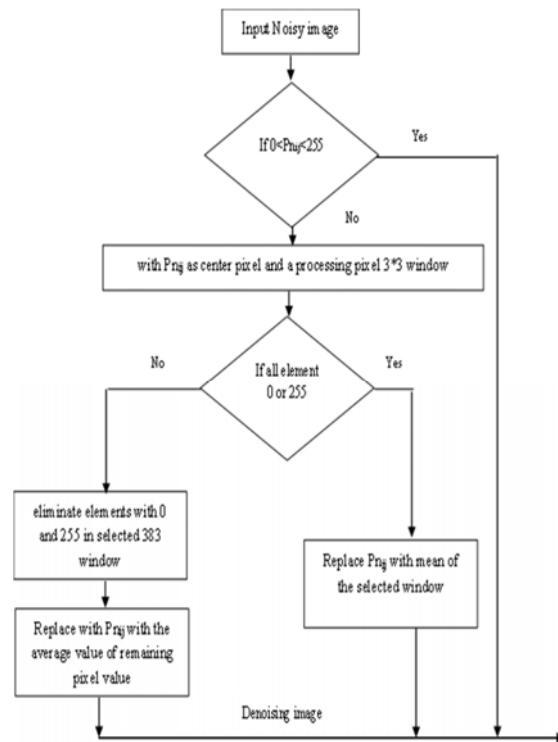 Input Noisy image
If 0<Pnij<255
Yes
No
with Pnij as center pixel and a processing pixel 3*3 window
No
If all element
0 or 255
Yes
eliminate elements with 0
and 255 in selected 383
window
Replace Pnij with mean of
the selected window
Replace with Pnij with the
average value of remaining
pixel value
Denoising image